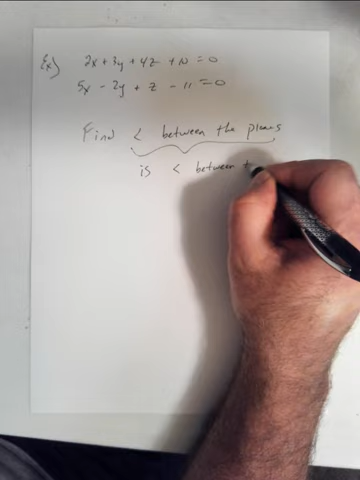 Ex) 2x + 3y + 4z + 10 = 0
5x - 2y + z - 11 = 0
Find < between the planes
is < between t